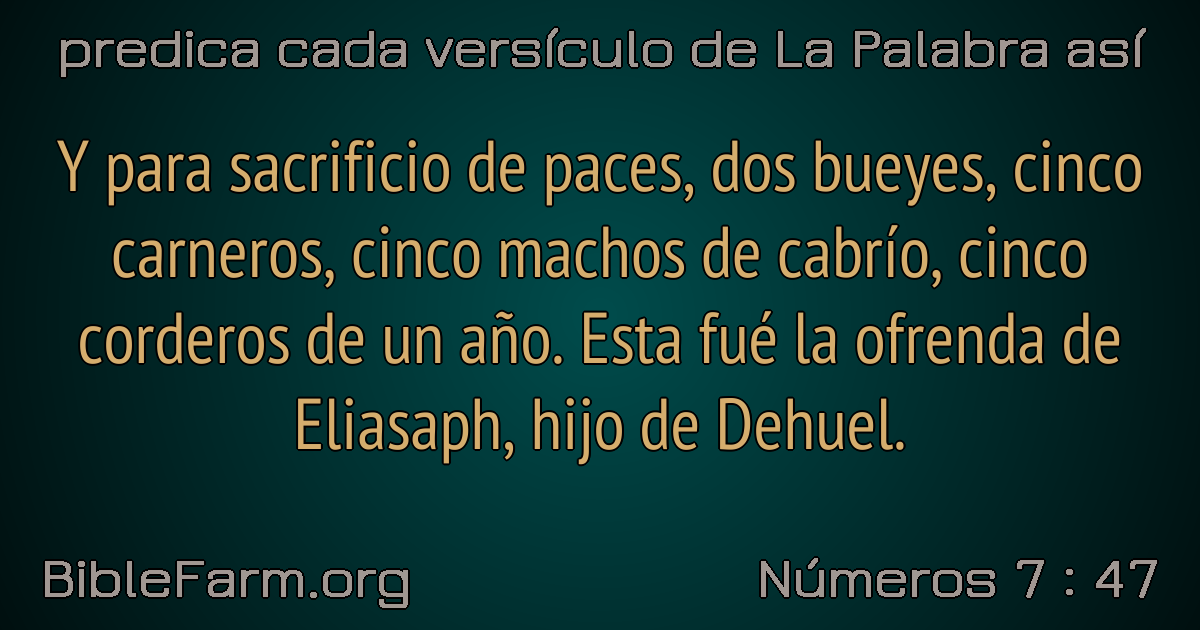 predica cada versículo de La Palabra así
Y para sacrificio de paces, dos bueyes, cinco
carneros, cinco machos de cabrío, cinco
corderos de un año. Esta fué la ofrenda de
Eliasaph, hijo de Dehuel.
BibleFarm.org
Números 7 : 47